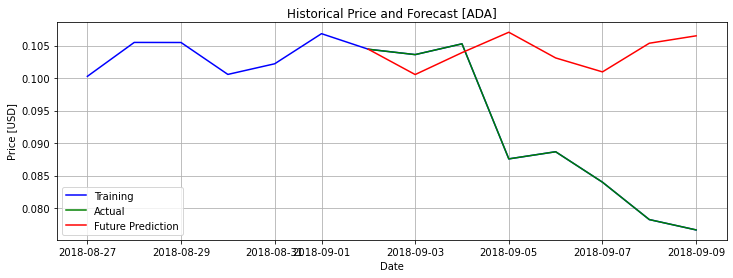 Historical Price and Forecast [ADA]
Price [USD]
0.105
0.100
0.095
0.090
0.085
0.080
Training
Actual
Future Prediction
2018-08-27 2018-08-29 2018-08-31 2018-09-01 2018-09-03 2018-09-05 2018-09-07 2018-09-09
Date